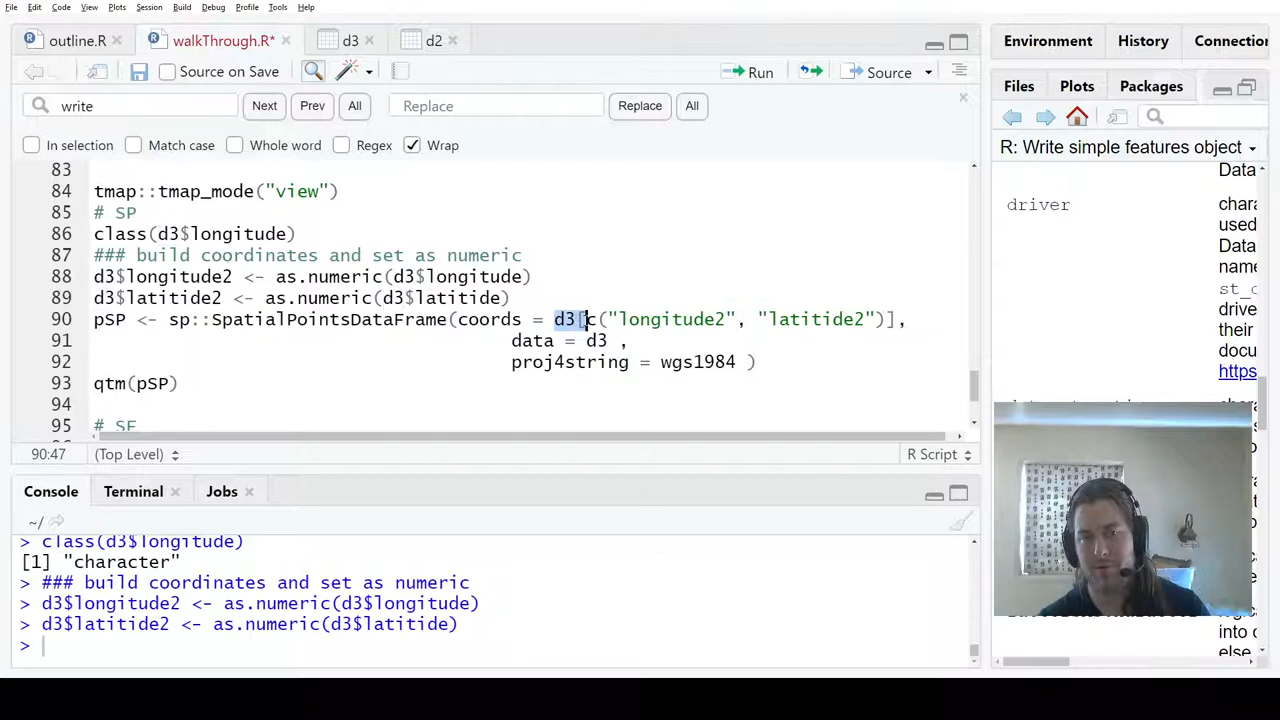 File Edit Code View Plots Session Build Debug Profile Tools Help
outline.R walkThrough.R* d3 d2
Environment History Connection
Source on Save Run Source
Files Plots Packages
write Next Prev All Replace Replace All
In selection Match case Whole word Regex Wrap
R: Write simple features object
83
84 tmap::tmap_mode("view")
85 # SP
86 class(d3$longitude)
87 ### build coordinates and set as numeric
88 d3$longitude2 <- as.numeric(d3$longitude)
89 d3$latitide2 <- as.numeric(d3$latitide)
90 pSP <- sp::SpatialPointsDataFrame(coords = d3[c("longitude2", "latitide2")],
91 data = d3 ,
92 proj4string = wgs1984 )
93 qtm(pSP)
94
95 # SF
Data
driver
chara
used
Data
name
st_c
drive
their
docu
https
90:47 (Top Level) R Script
Console Terminal Jobs
~/
> class(d3$longitude)
[1] "character"
> ### build coordinates and set as numeric
> d3$longitude2 <- as.numeric(d3$longitude)
> d3$latitide2 <- as.numeric(d3$latitide)
>
into o
else